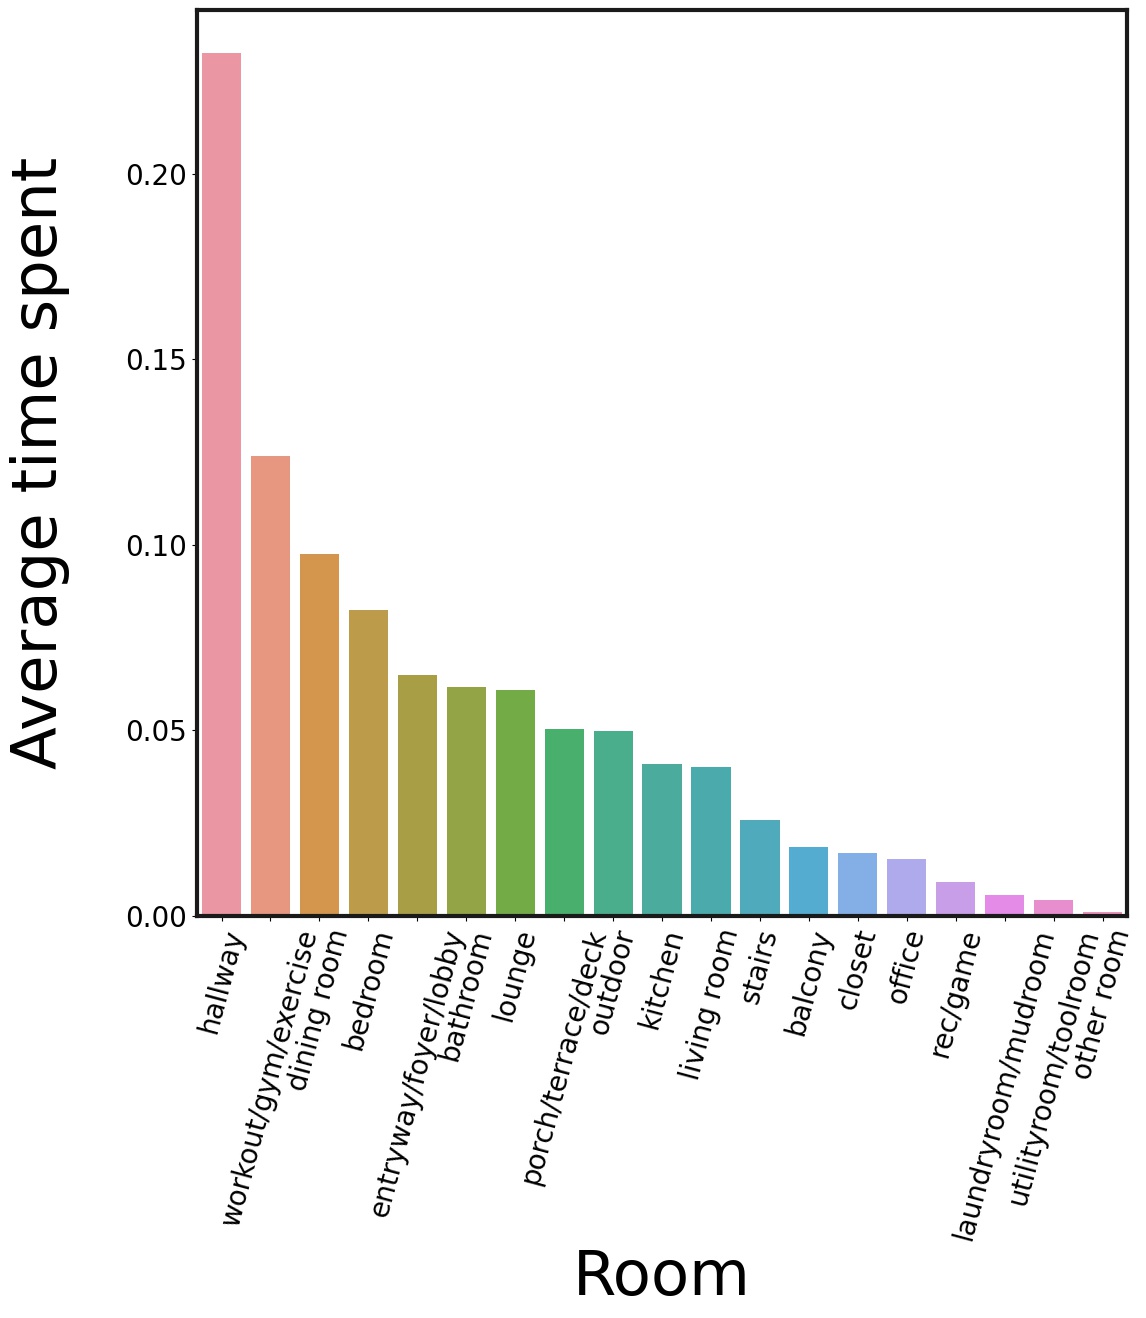 Average time spent
0.20
0.15
0.10
0.05
0.00
hallway
workout/gym/exercise
dining room
bedroom
entryway/foyer/lobby
bathroom
lounge
porch/terrace/deck
outdoor
kitchen
living room
stairs
balcony
closet
office
rec/game
laundryroom/mudroom
utilityroom/toolroom
other room
Room